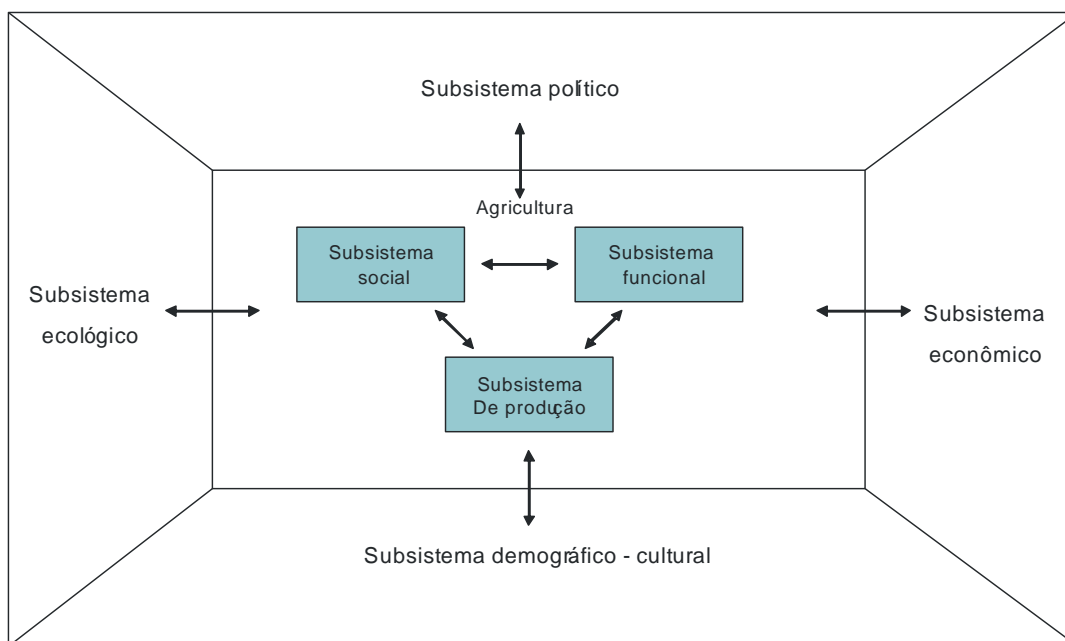 Subsistema político
Agricultura
Subsistema
social
Subsistema
funcional
Subsistema
ecológico
Subsistema
econômico
Subsistema
De produção
Subsistema demográfico - cultural